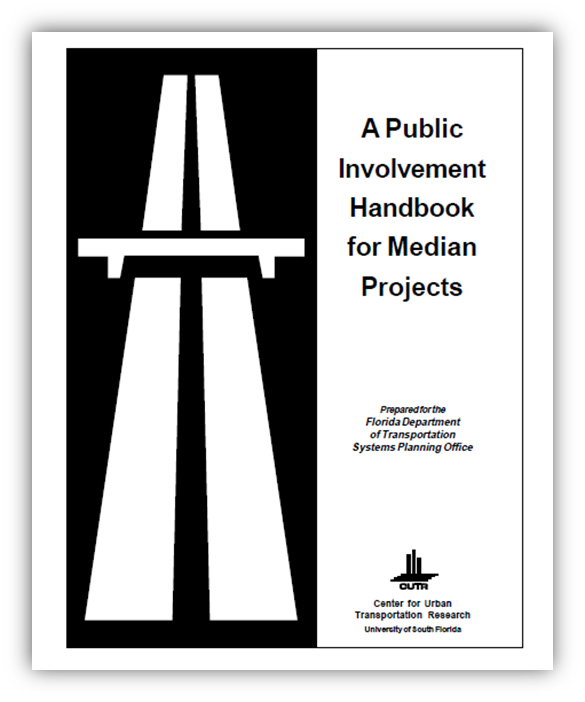 A Public
Involvement
Handbook
for Median
Projects
Prepared for the
Florida Department
of Transportation
Systems Planning Office
CUTR
Center for Urban
Transportation Research
University of South Florida